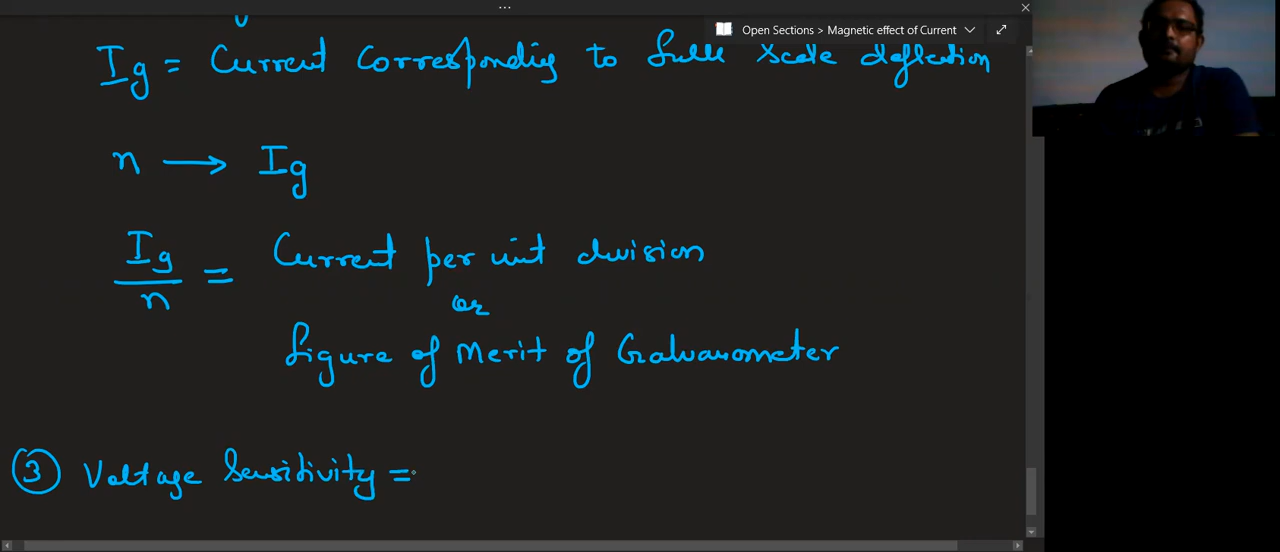 Open Sections > Magnetic effect of Current
Ig = Current Corresponding to full scale deflection
n → Ig
Ig/n = Current per unit division
or
figure of Merit of Galvanometer
③ Voltage Sensitivity =